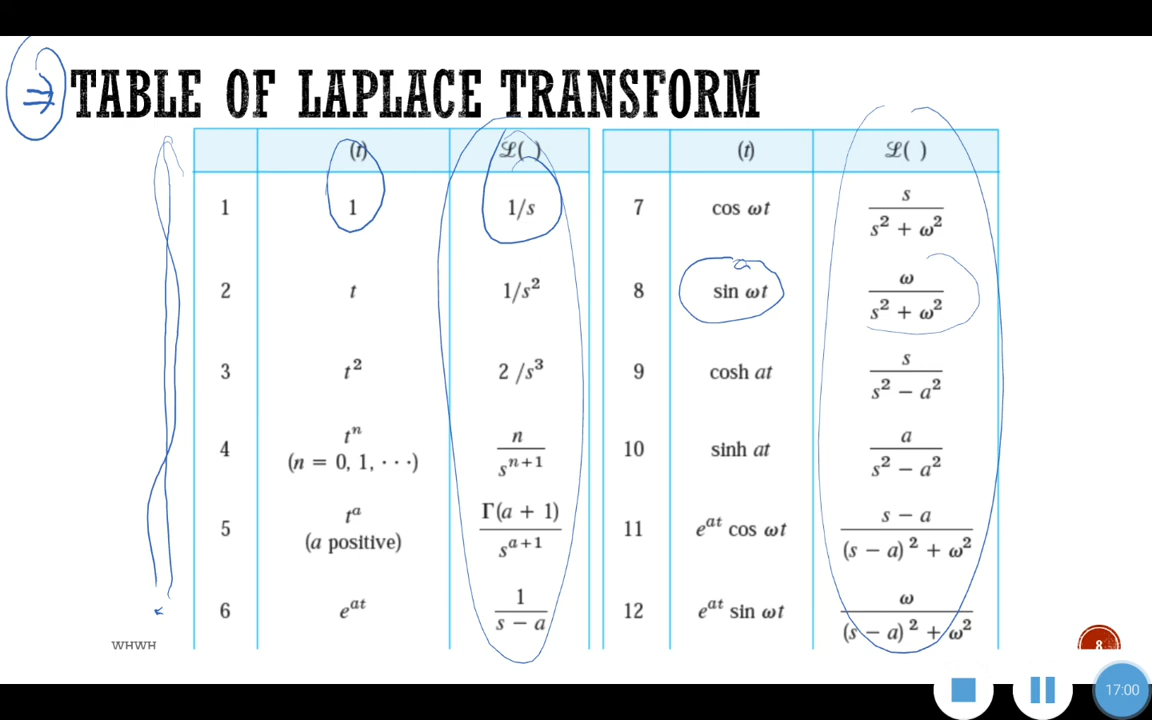 ⇒ TABLE OF LAPLACE TRANSFORM
(t) ℒ( ) (t) ℒ( )
1 1 1/s 7 cos ωt s/(s² + ω²)
2 t 1/s² 8 sin ωt ω/(s² + ω²)
3 t² 2 /s³ 9 cosh at s/(s² − a²)
4 tⁿ (n = 0, 1, · · ·) n/sⁿ⁺¹ 10 sinh at a/(s² − a²)
5 tᵃ (a positive) Γ(a + 1)/sᵃ⁺¹ 11 eᵃᵗ cos ωt (s − a)/((s − a)² + ω²)
6 eᵃᵗ 1/(s − a) 12 eᵃᵗ sin ωt ω/((s − a)² + ω²)
WHWH
8
17:00